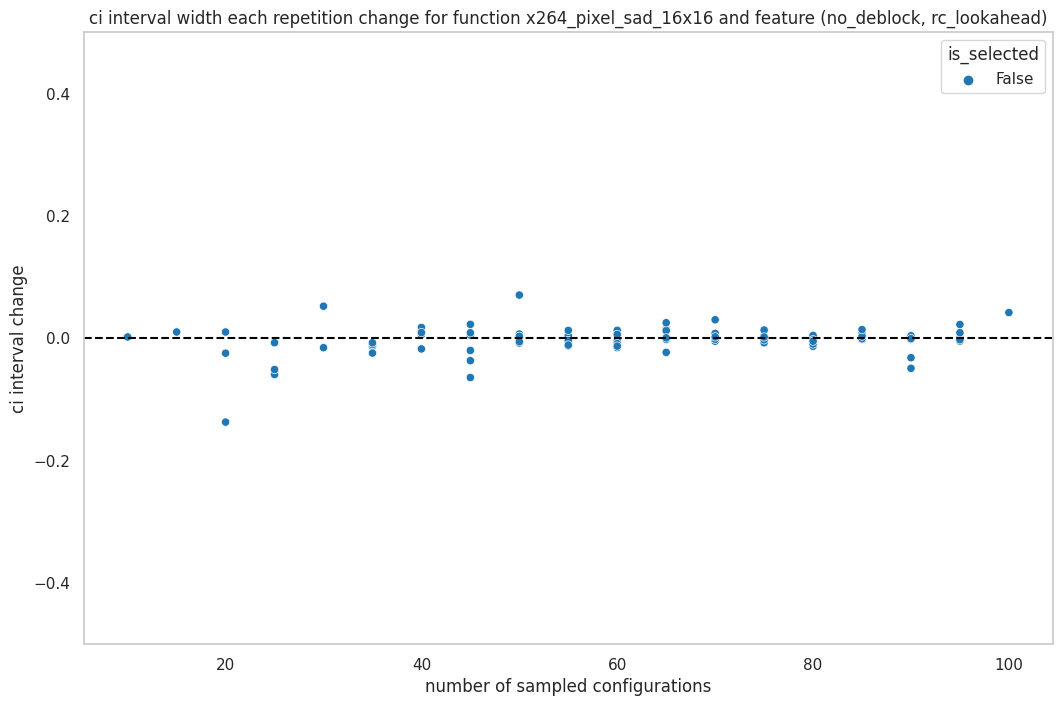 ci interval width each repetition change for function x264_pixel_sad_16x16 and feature (no_deblock, rc_lookahead)
is_selected
False
0.4
0.2
0.0
−0.2
−0.4
ci interval change
20 40 60 80 100
number of sampled configurations